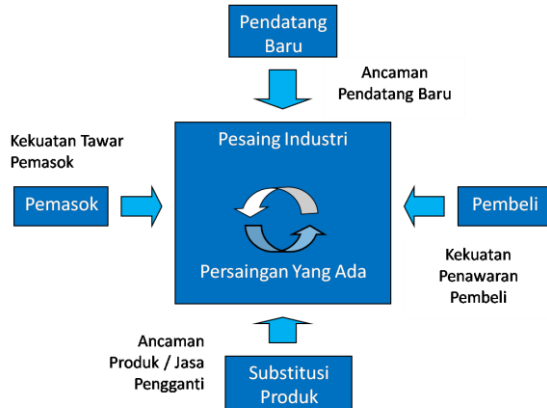 Pendatang
Baru
Ancaman
Pendatang Baru
Kekuatan Tawar
Pemasok
Pesaing Industri
Pemasok
Pembeli
Persaingan Yang Ada
Kekuatan
Penawaran
Pembeli
Ancaman
Produk / Jasa
Pengganti
Substitusi
Produk